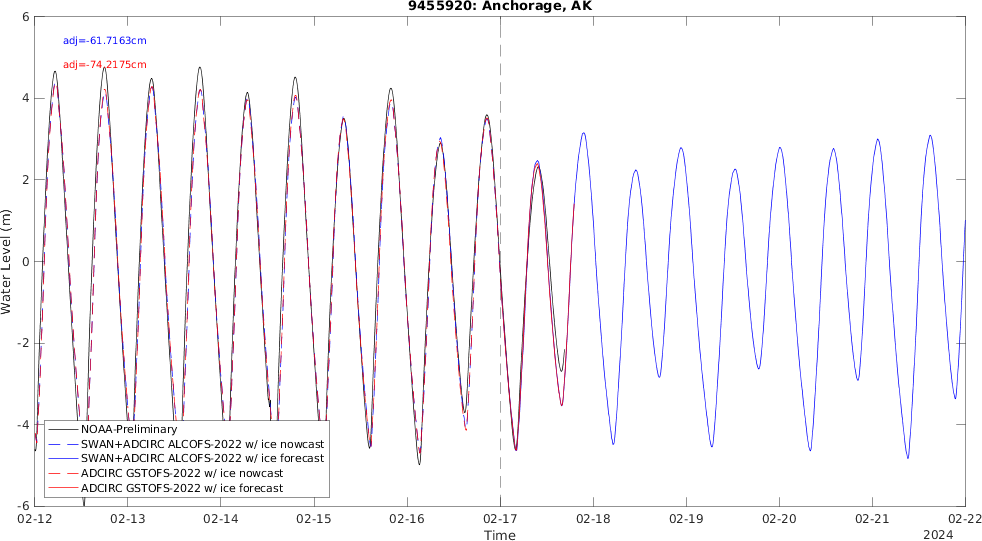 9455920: Anchorage, AK
adj=-61.7163cm
adj=-74.2175cm
6
4
2
0
-2
-4
-6
Water Level (m)
NOAA-Preliminary
SWAN+ADCIRC ALCOFS-2022 w/ ice nowcast
SWAN+ADCIRC ALCOFS-2022 w/ ice forecast
ADCIRC GSTOFS-2022 w/ ice nowcast
ADCIRC GSTOFS-2022 w/ ice forecast
02-12 02-13 02-14 02-15 02-16 02-17 02-18 02-19 02-20 02-21 02-22
Time
2024